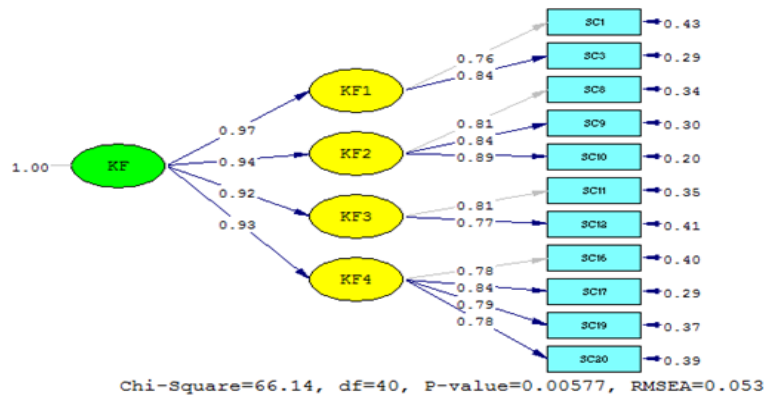 SC1
0.43
0.76
SC3
0.29
0.84
KF1
SC8
0.34
0.97
0.81
SC9
0.30
0.84
KF2
SC10
0.20
0.89
1.00
KF
0.94
0.92
0.93
SC11
0.35
0.81
KF3
SC12
0.41
0.77
SC16
0.40
0.78
KF4
SC17
0.29
0.84
SC19
0.37
0.79
SC20
0.39
0.78
Chi-Square=66.14, df=40, P-value=0.00577, RMSEA=0.053